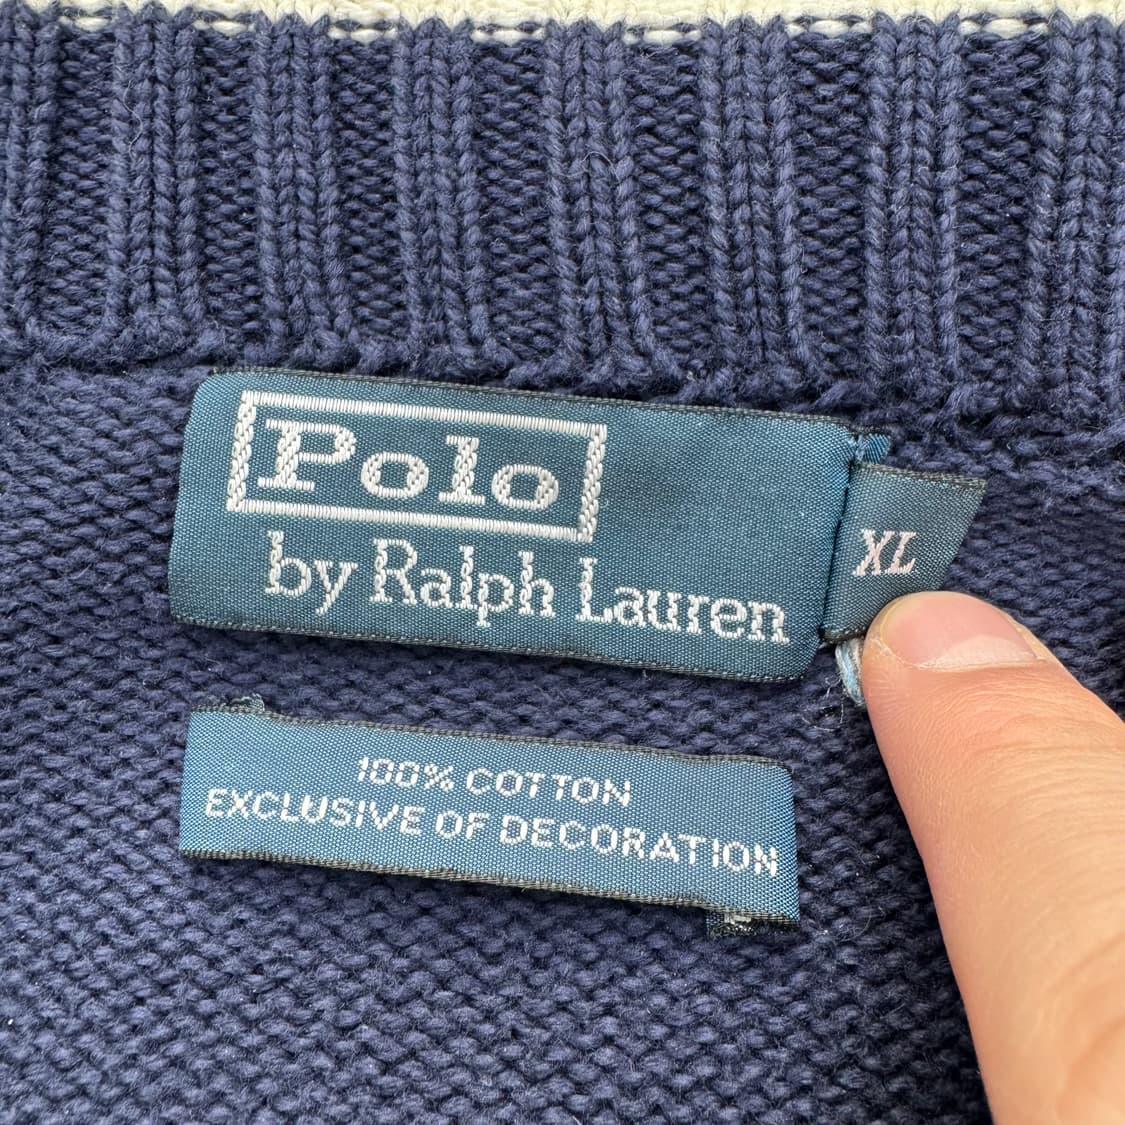 Polo
by Ralph Lauren
XL
100% COTTON
EXCLUSIVE OF DECORATION